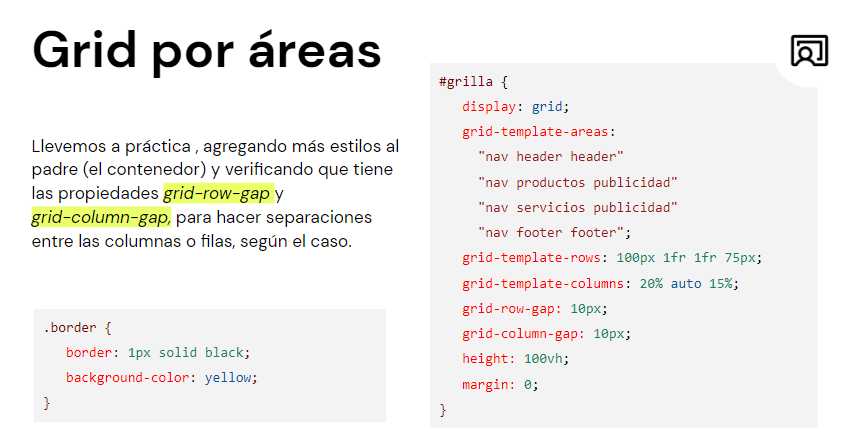 Grid por áreas
Llevemos a práctica , agregando más estilos al
padre (el contenedor) y verificando que tiene
las propiedades grid-row-gap y
grid-column-gap, para hacer separaciones
entre las columnas o filas, según el caso.
.border {
border: 1px solid black;
background-color: yellow;
}
#grilla {
display: grid;
grid-template-areas:
"nav header header"
"nav productos publicidad"
"nav servicios publicidad"
"nav footer footer";
grid-template-rows: 100px 1fr 1fr 75px;
grid-template-columns: 20% auto 15%;
grid-row-gap: 10px;
grid-column-gap: 10px;
height: 100vh;
margin: 0;
}